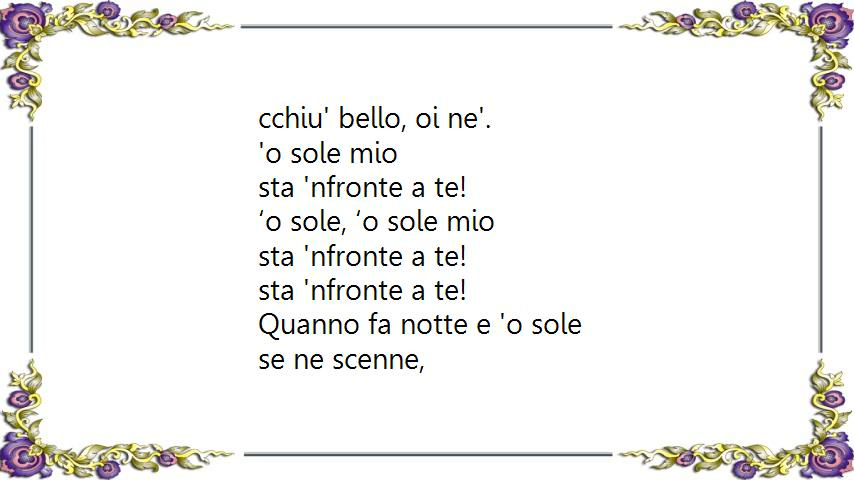 cchiu' bello, oi ne'.
'o sole mio
sta 'nfronte a te!
‘o sole, ‘o sole mio
sta 'nfronte a te!
sta 'nfronte a te!
Quanno fa notte e 'o sole
se ne scenne,